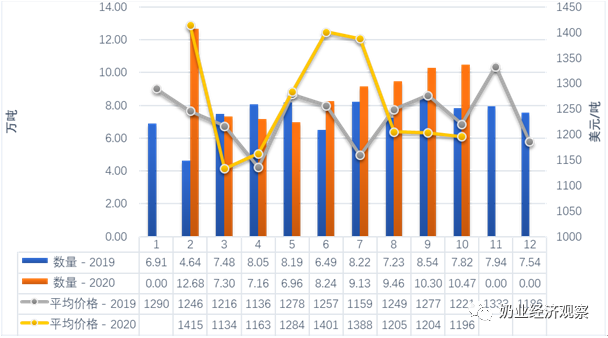 14.00 1450
12.00 1400
10.00 1350
8.00 1300
6.00 1250
4.00 1200
2.00 1150
0.00 1100
1050
1000
万吨
美元/吨
1 2 3 4 5 6 7 8 9 10 11 12
数量 - 2019 6.91 4.64 7.48 8.05 8.19 6.49 8.22 7.23 8.54 7.82 7.94 7.54
数量 - 2020 0.00 12.68 7.30 7.16 6.96 8.24 9.13 9.46 10.30 10.47 0.00 0.00
平均价格 - 2019 1290 1246 1216 1136 1278 1257 1159 1249 1277 1221 1333 1186
平均价格 - 2020 1415 1134 1163 1284 1401 1388 1205 1204 1196
奶业经济观察